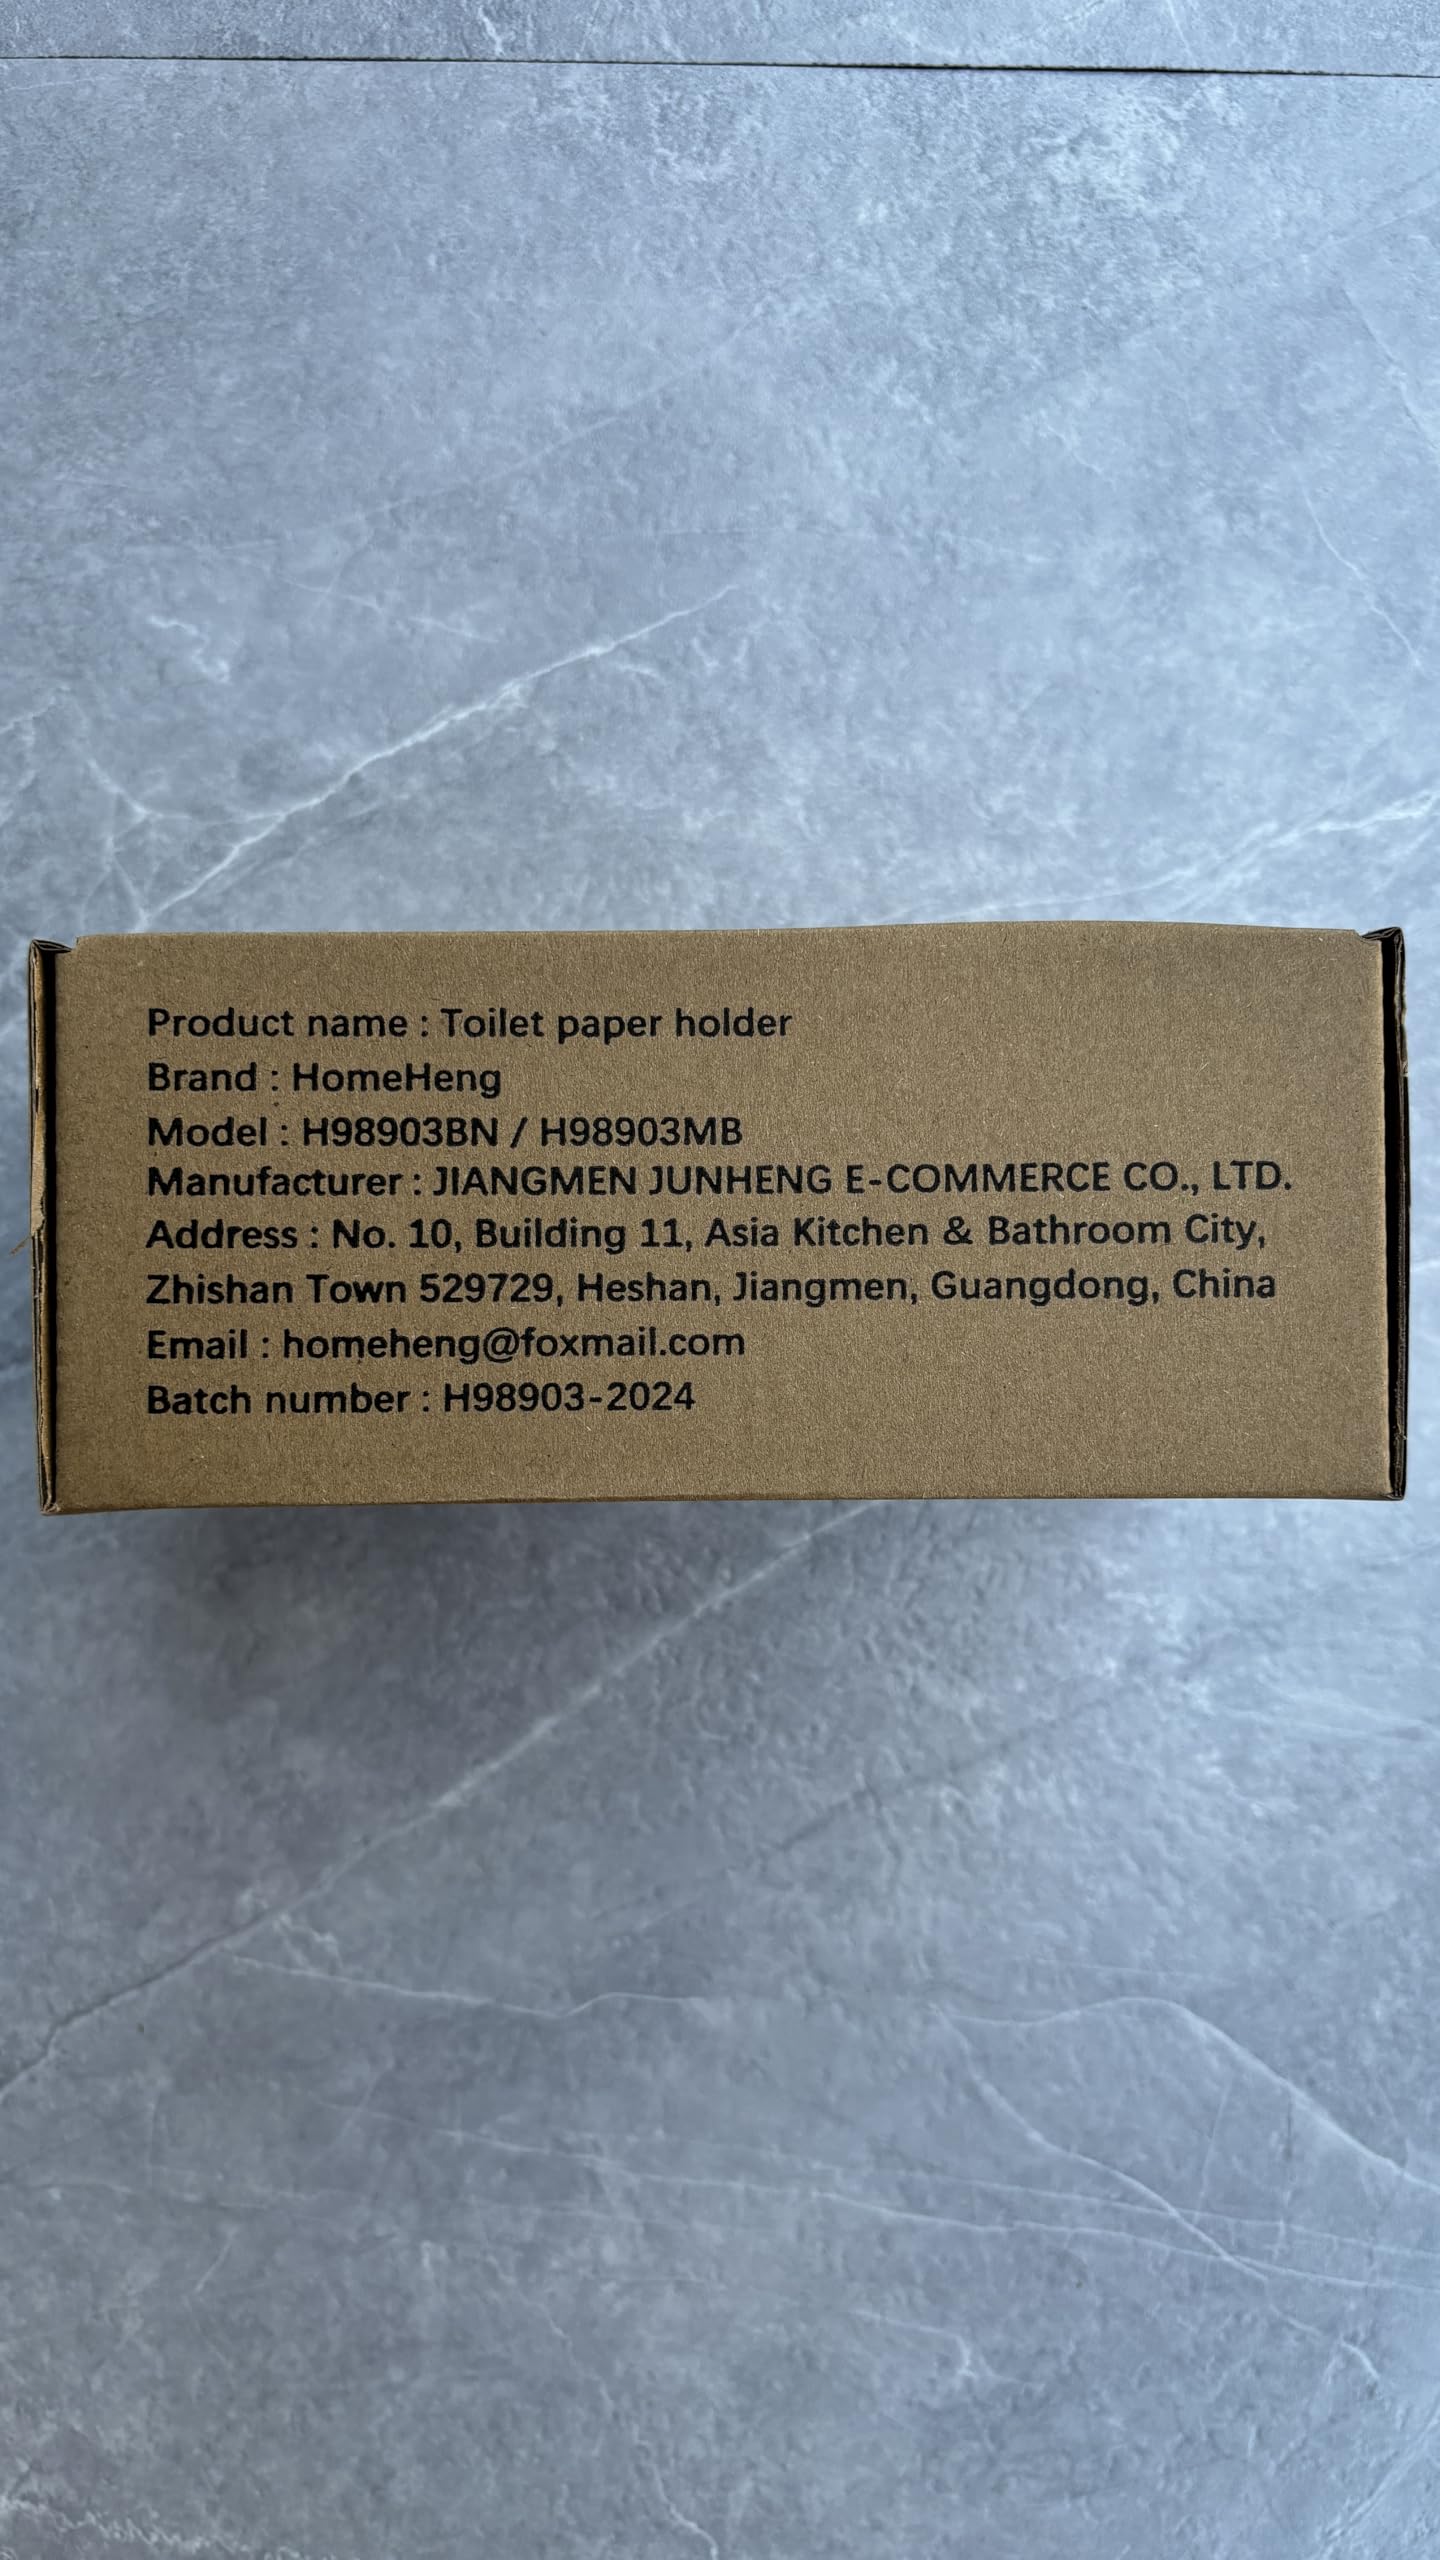 Product name : Toilet paper holder
Brand : HomeHeng
Model : H98903BN / H98903MB
Manufacturer : JIANGMEN JUNHENG E-COMMERCE CO., LTD.
Address : No. 10, Building 11, Asia Kitchen & Bathroom City,
Zhishan Town 529729, Heshan, Jiangmen, Guangdong, China
Email : homeheng@foxmail.com
Batch number : H98903-2024